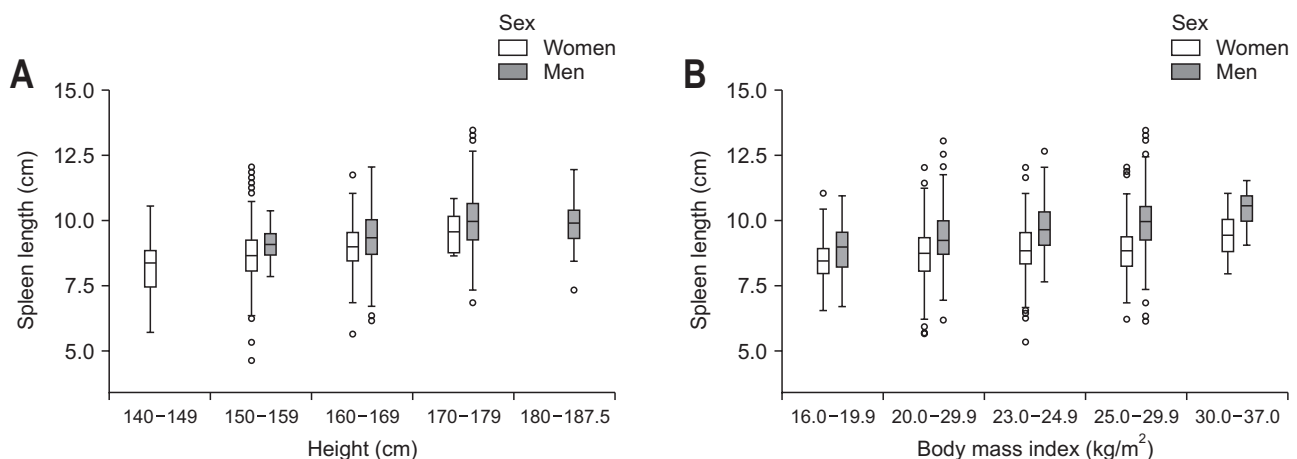 A
Sex
Women
Men
15.0
12.5
10.0
7.5
5.0
Spleen length (cm)
140−149 150−159 160−169 170−179 180−187.5
Height (cm)
B
Sex
Women
Men
15.0
12.5
10.0
7.5
5.0
Spleen length (cm)
16.0−19.9 20.0−29.9 23.0−24.9 25.0−29.9 30.0−37.0
Body mass index (kg/m²)